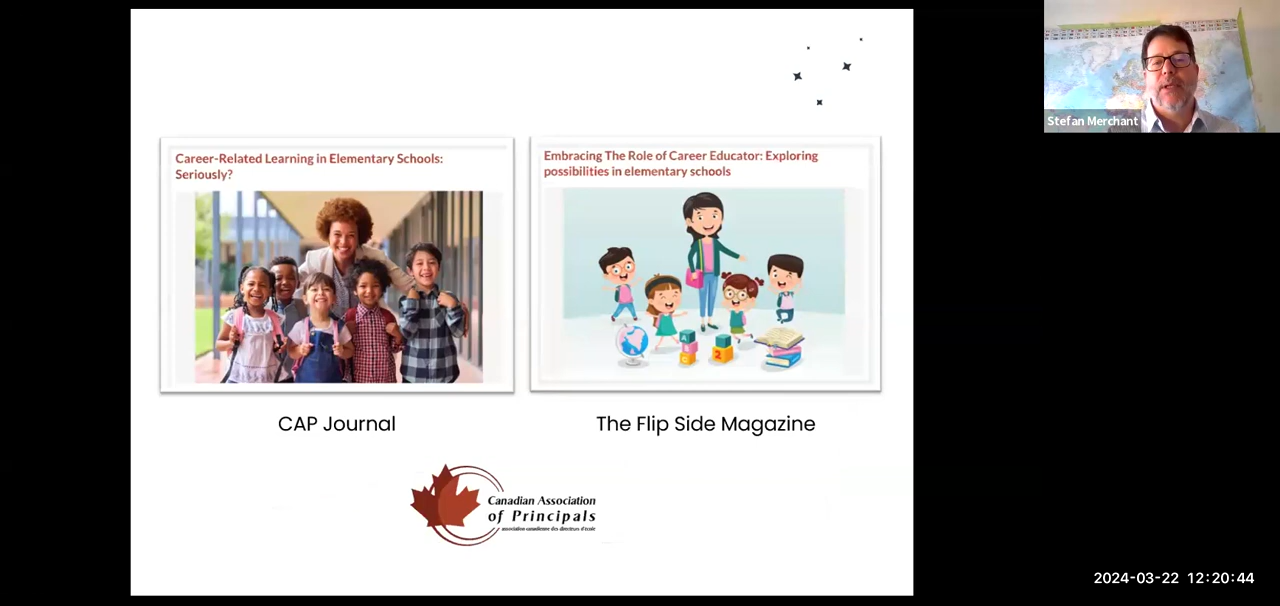 Stefan Merchant
Career-Related Learning in Elementary Schools:
Seriously?
Embracing The Role of Career Educator: Exploring
possibilities in elementary schools
A
C
2
CAP Journal
The Flip Side Magazine
Canadian Association
of Principals
association canadienne des directeurs d'école
2024-03-22 12:20:44